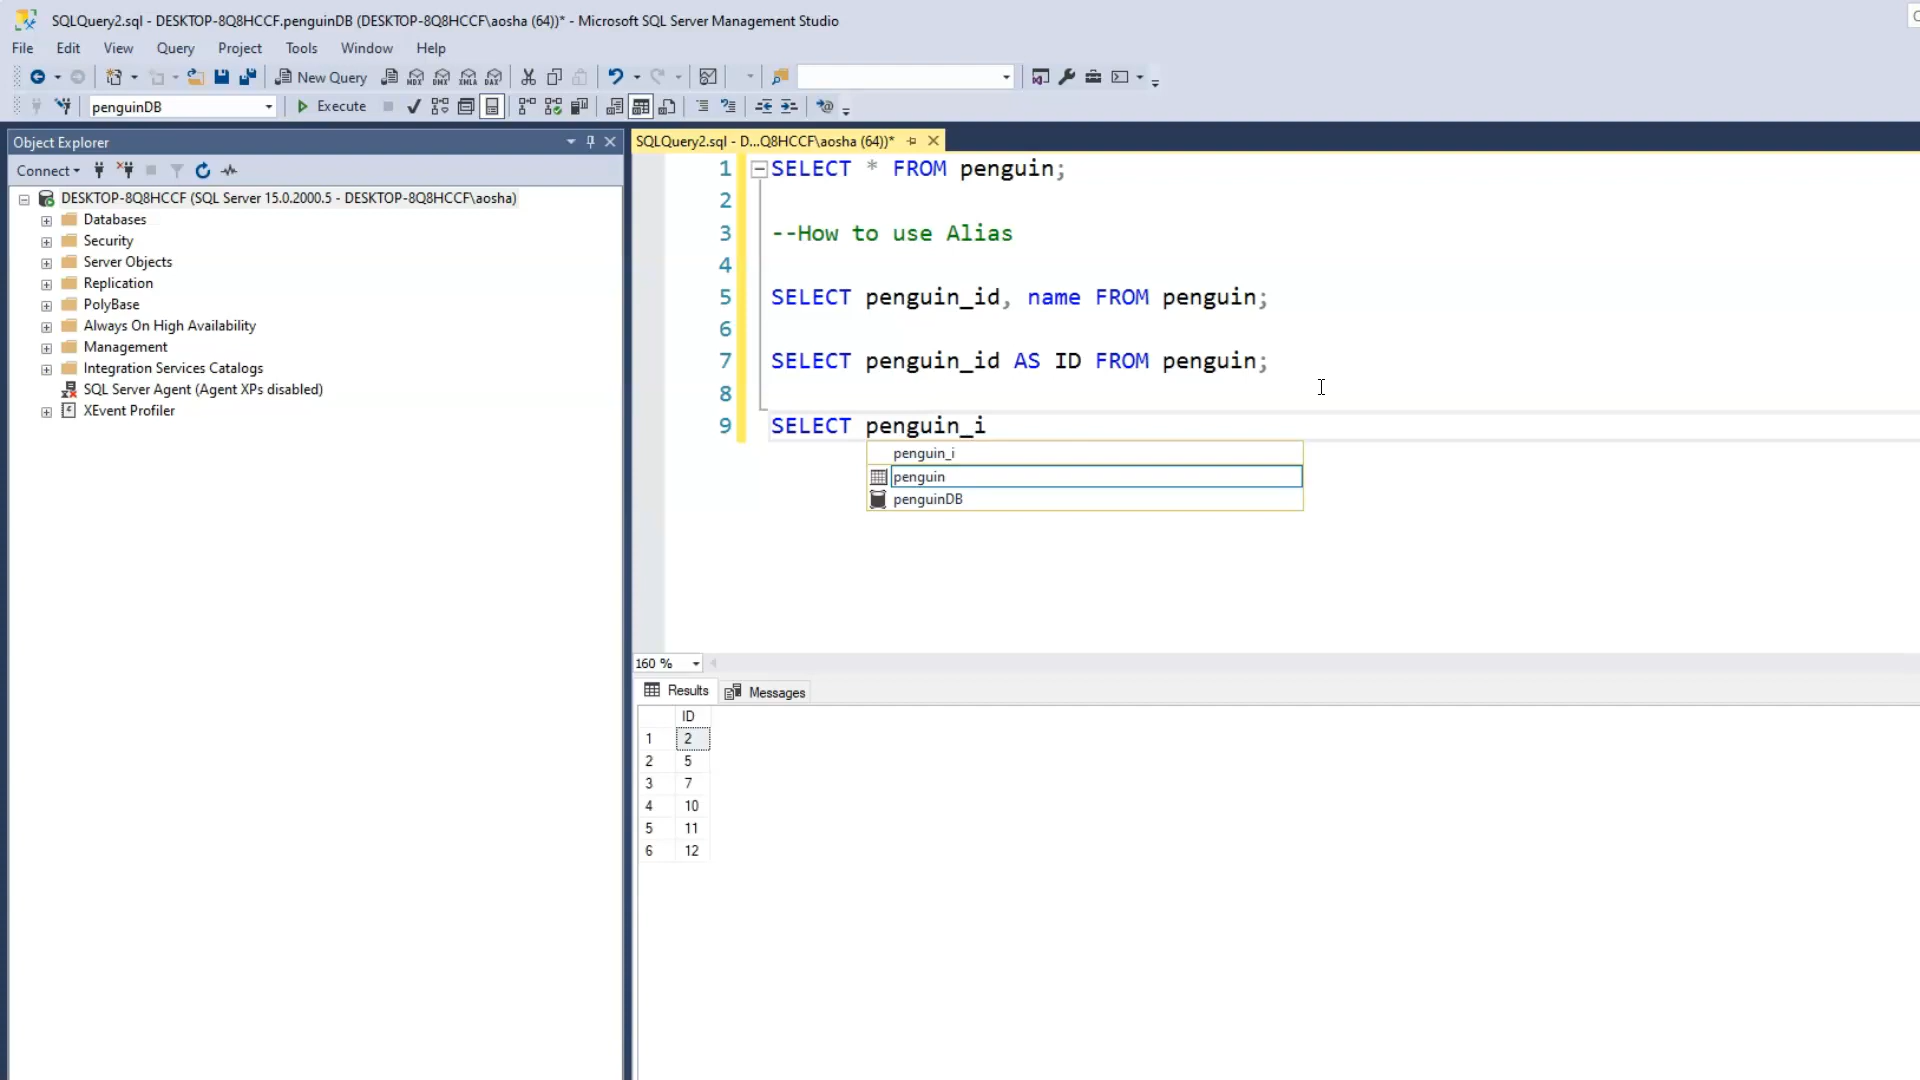 SQLQuery2.sql - DESKTOP-8Q8HCCF.penguinDB (DESKTOP-8Q8HCCF\aosha (64))* - Microsoft SQL Server Management Studio
File Edit View Query Project Tools Window Help
New Query MDX DMX XMLA DAX
penguinDB Execute
Object Explorer
Connect
DESKTOP-8Q8HCCF (SQL Server 15.0.2000.5 - DESKTOP-8Q8HCCF\aosha)
Databases
Security
Server Objects
Replication
PolyBase
Always On High Availability
Management
Integration Services Catalogs
SQL Server Agent (Agent XPs disabled)
XEvent Profiler
SQLQuery2.sql - D...Q8HCCF\aosha (64))*
1 SELECT * FROM penguin;
2
3 --How to use Alias
4
5 SELECT penguin_id, name FROM penguin;
6
7 SELECT penguin_id AS ID FROM penguin;
8
9 SELECT penguin_i
penguin_i
penguin
penguinDB
160 %
Results Messages
ID
1 2
2 5
3 7
4 10
5 11
6 12